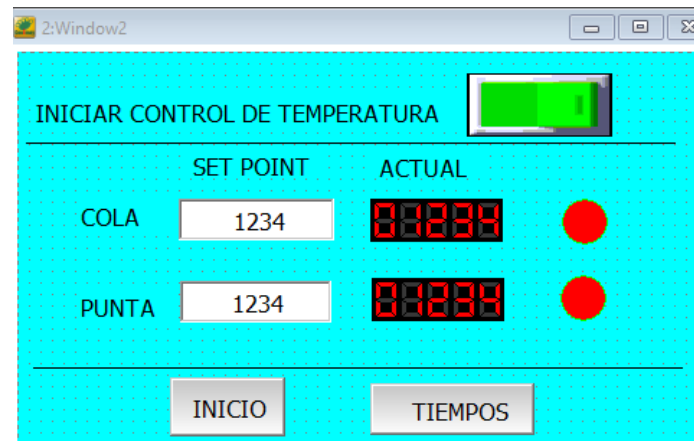 2:Window2
INICIAR CONTROL DE TEMPERATURA
SET POINT ACTUAL
COLA 1234 01234
PUNTA 1234 01234
INICIO TIEMPOS